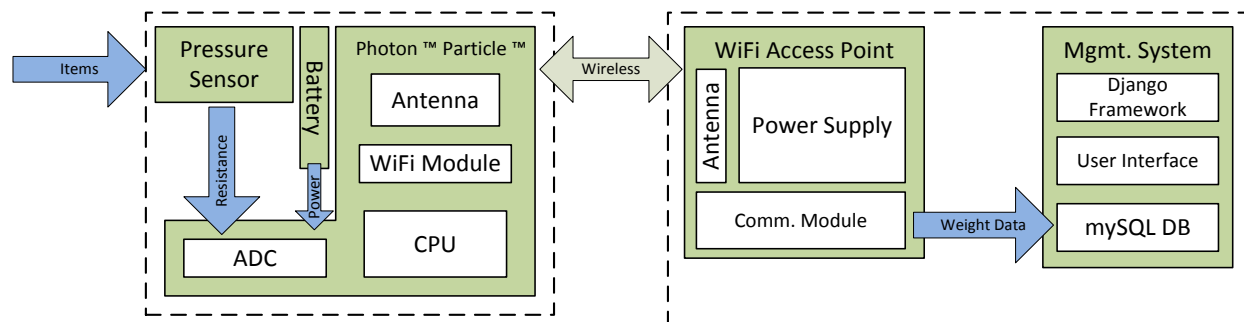 Items
Pressure
Sensor
Battery
Photon ™ Particle ™
Antenna
WiFi Module
CPU
Resistance
Power
ADC
Wireless
WiFi Access Point
Antenna
Power Supply
Comm. Module
Weight Data
Mgmt. System
Django
Framework
User Interface
mySQL DB